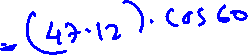 = (47.12) . cos 60